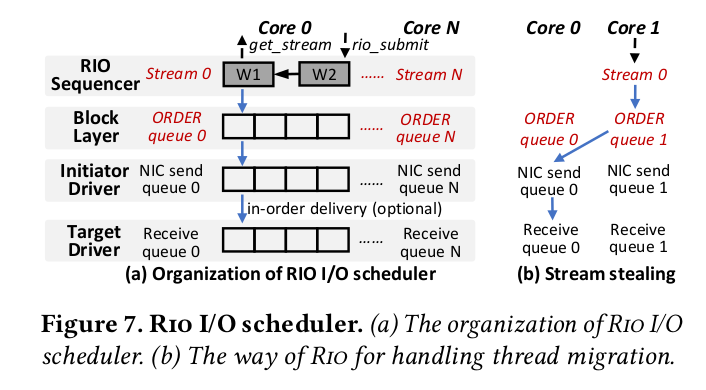 Core 0 Core N Core 0 Core 1
get_stream rio_submit
RIO Sequencer Stream 0 W1 W2 ...... Stream N Stream 0
Block Layer ORDER queue 0 ...... ORDER queue N ORDER queue 0 ORDER queue 1
Initiator Driver NIC send queue 0 ...... NIC send queue N NIC send queue 0 NIC send queue 1
in-order delivery (optional)
Target Driver Receive queue 0 ...... Receive queue N Receive queue 0 Receive queue 1
(a) Organization of RIO I/O scheduler (b) Stream stealing
Figure 7. RIO I/O scheduler. (a) The organization of RIO I/O
scheduler. (b) The way of RIO for handling thread migration.